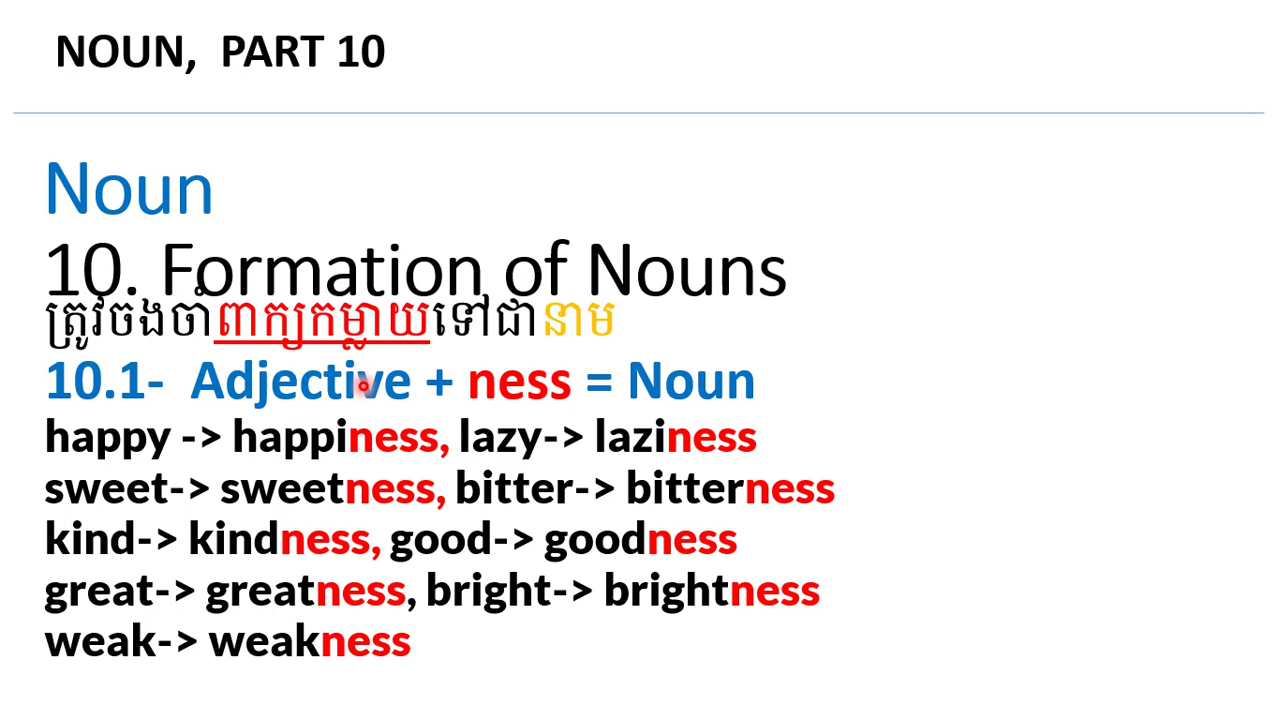 NOUN, PART 10
Noun
10. Formation of Nouns
ត្រូវចងចាំពាក្យកម្លាយទៅជានាម
10.1- Adjective + ness = Noun
happy -> happiness, lazy-> laziness
sweet-> sweetness, bitter-> bitterness
kind-> kindness, good-> goodness
great-> greatness, bright-> brightness
weak-> weakness